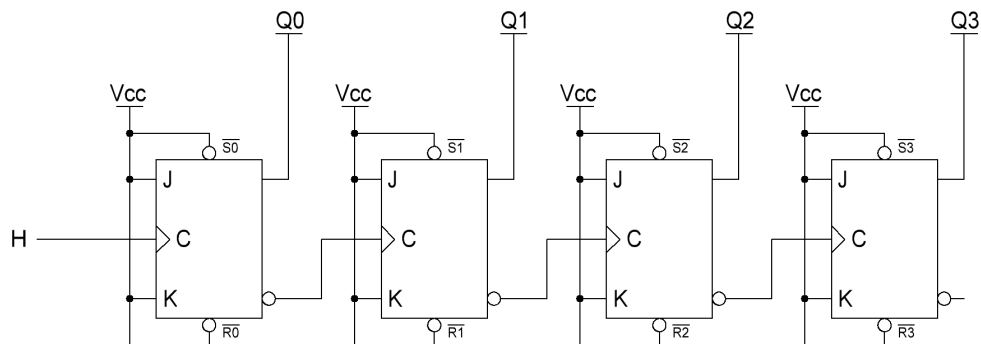 Q0 Q1 Q2 Q3
Vcc Vcc Vcc Vcc
S0 S1 S2 S3
J J J J
H C C C C
K K K K
R0 R1 R2 R3